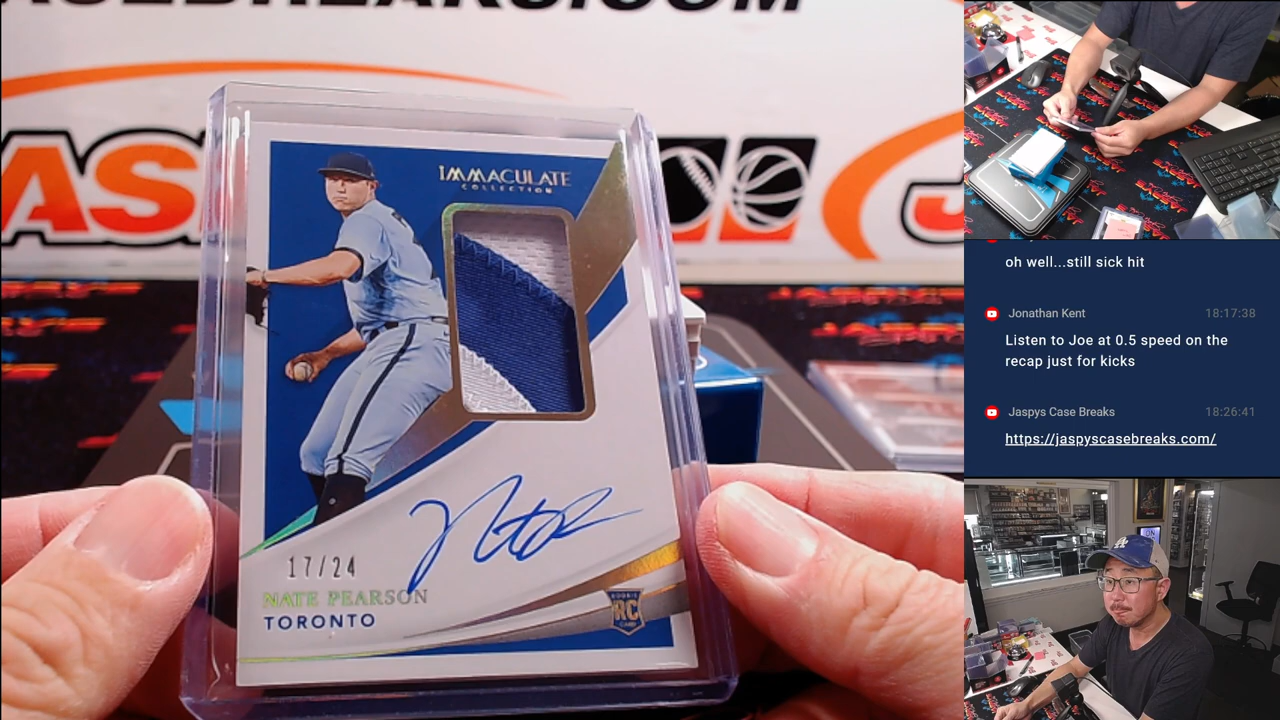 IMMACULATE
COLLECTION
17/24
NATE PEARSON
TORONTO
ROOKIE
RC
CARD
oh well...still sick hit
Jonathan Kent 18:17:38
Listen to Joe at 0.5 speed on the
recap just for kicks
Jaspys Case Breaks 18:26:41
https://jaspyscasebreaks.com/